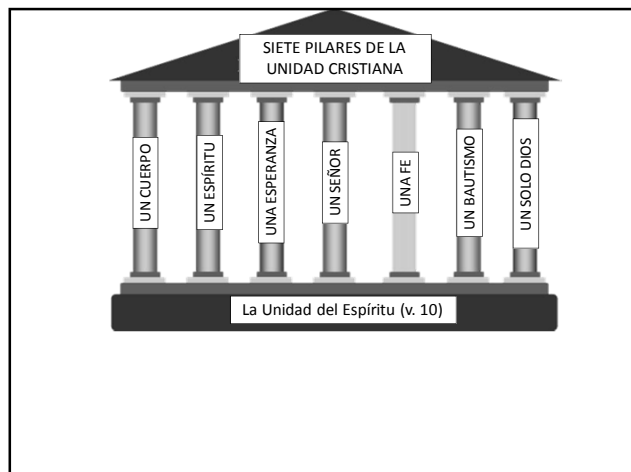 SIETE PILARES DE LA
UNIDAD CRISTIANA
UN CUERPO
UN ESPÍRITU
UNA ESPERANZA
UN SEÑOR
UNA FE
UN BAUTISMO
UN SOLO DIOS
La Unidad del Espíritu (v. 10)